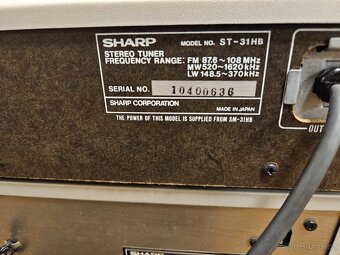 SHARP MODEL NO. ST-31HB
STEREO TUNER
FREQUENCY RANGE: FM 87.6~108 MHz
MW 520~1620 kHz
LW 148.5~370 kHz
SERIAL NO. 10400636
SHARP CORPORATION MADE IN JAPAN
THE POWER OF THIS MODEL IS SUPPLIED FROM SM-31HB
OUT
SHARP